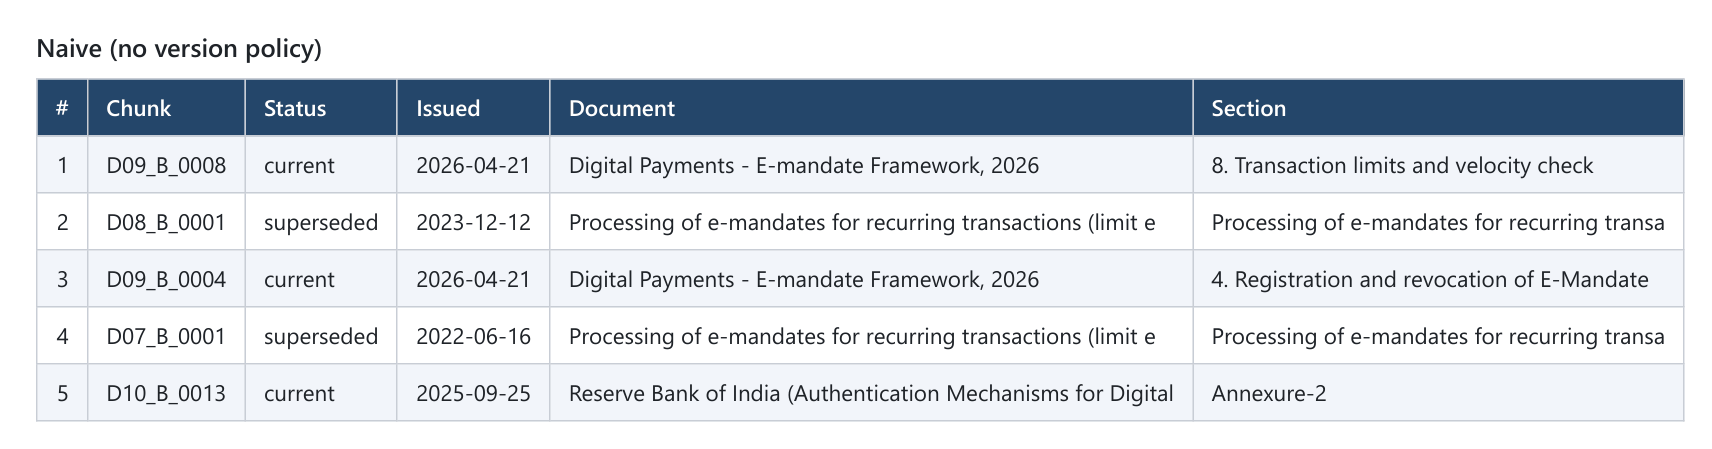 Naive (no version policy)
# Chunk Status Issued Document Section
1 D09_B_0008 current 2026-04-21 Digital Payments - E-mandate Framework, 2026 8. Transaction limits and velocity check
2 D08_B_0001 superseded 2023-12-12 Processing of e-mandates for recurring transactions (limit e Processing of e-mandates for recurring transa
3 D09_B_0004 current 2026-04-21 Digital Payments - E-mandate Framework, 2026 4. Registration and revocation of E-Mandate
4 D07_B_0001 superseded 2022-06-16 Processing of e-mandates for recurring transactions (limit e Processing of e-mandates for recurring transa
5 D10_B_0013 current 2025-09-25 Reserve Bank of India (Authentication Mechanisms for Digital Annexure-2